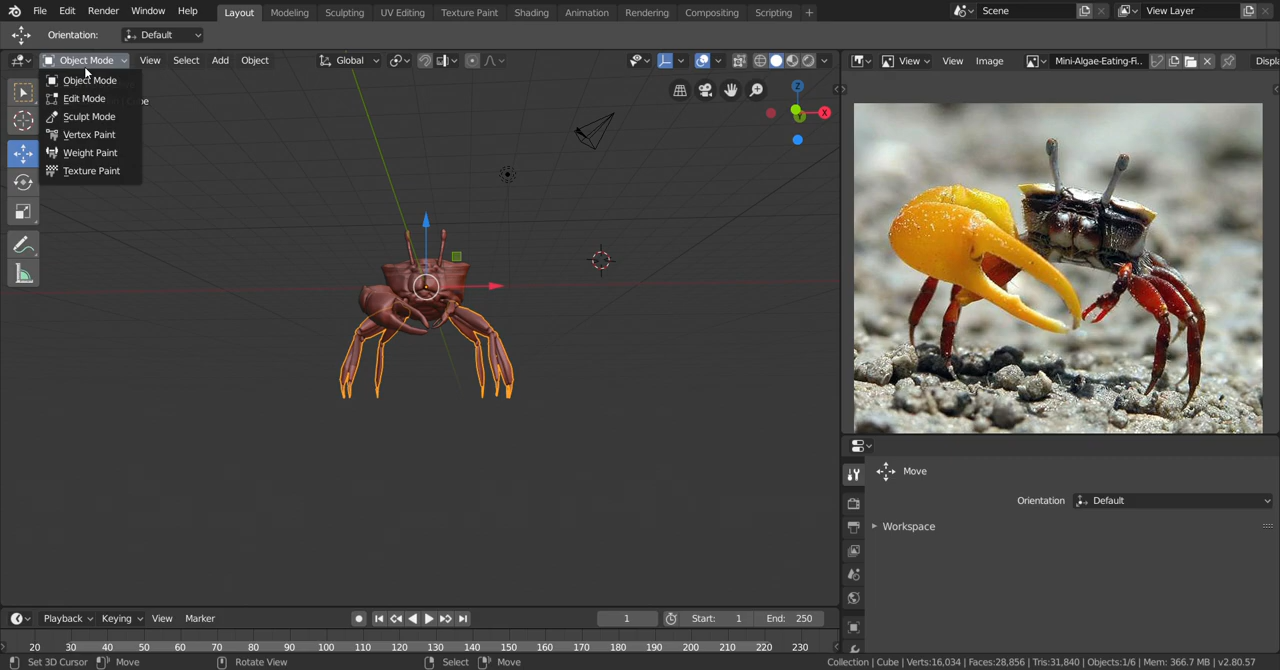 File Edit Render Window Help Layout Modeling Sculpting UV Editing Texture Paint Shading Animation Rendering Compositing Scripting + Scene View Layer
Orientation: Default
Object Mode View Select Add Object Global View View Image Mini-Algae-Eating-Fi.. Displa
Object Mode
Edit Mode
Sculpt Mode
Vertex Paint
Weight Paint
Texture Paint
Z
X
Y
Move
Orientation Default
Workspace
Playback Keying View Marker 1 Start: 1 End: 250
20 30 40 50 60 70 80 90 100 110 120 130 140 150 160 170 180 190 200 210 220 230
Set 3D Cursor Move Rotate View Select Move Collection | Cube | Verts:16,034 | Faces:28,856 | Tris:31,840 | Objects:1/6 | Mem: 366.7 MB | v2.80.57